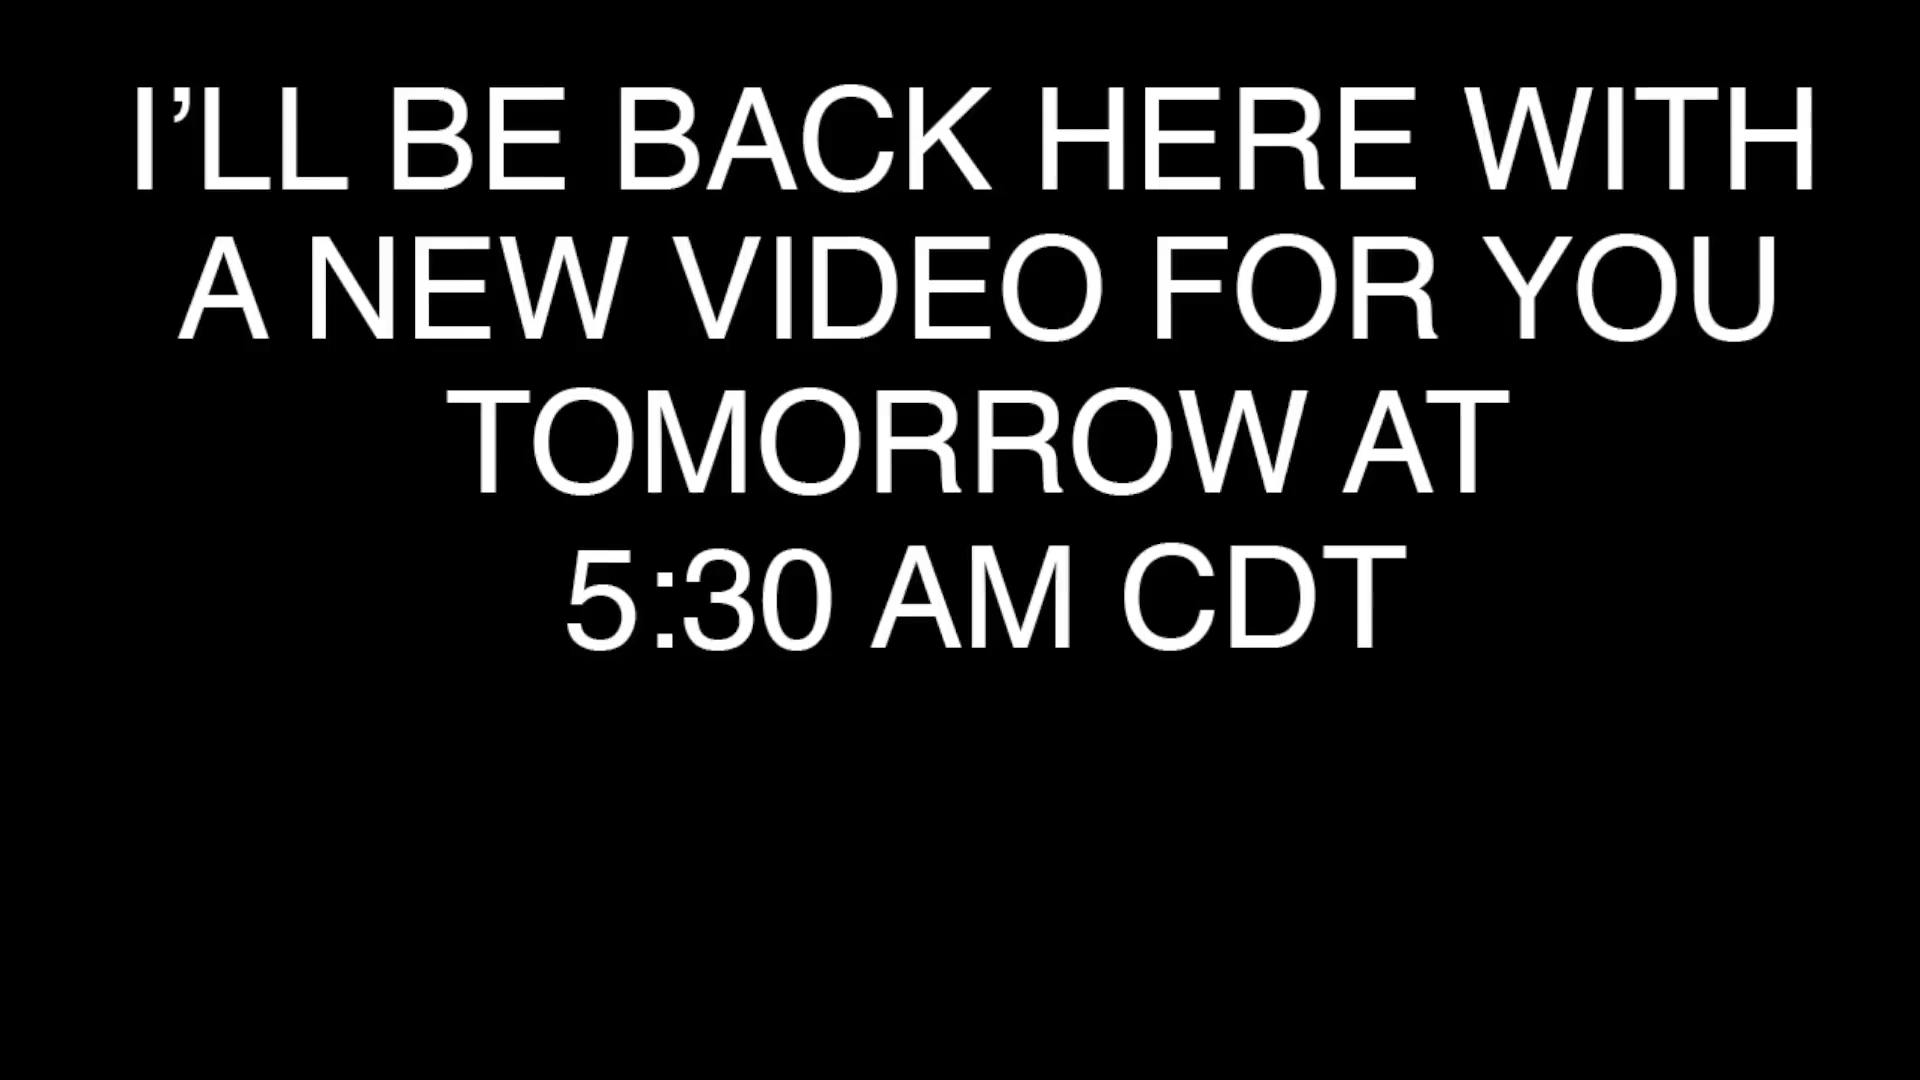 I’LL BE BACK HERE WITH
A NEW VIDEO FOR YOU
TOMORROW AT
5:30 AM CDT